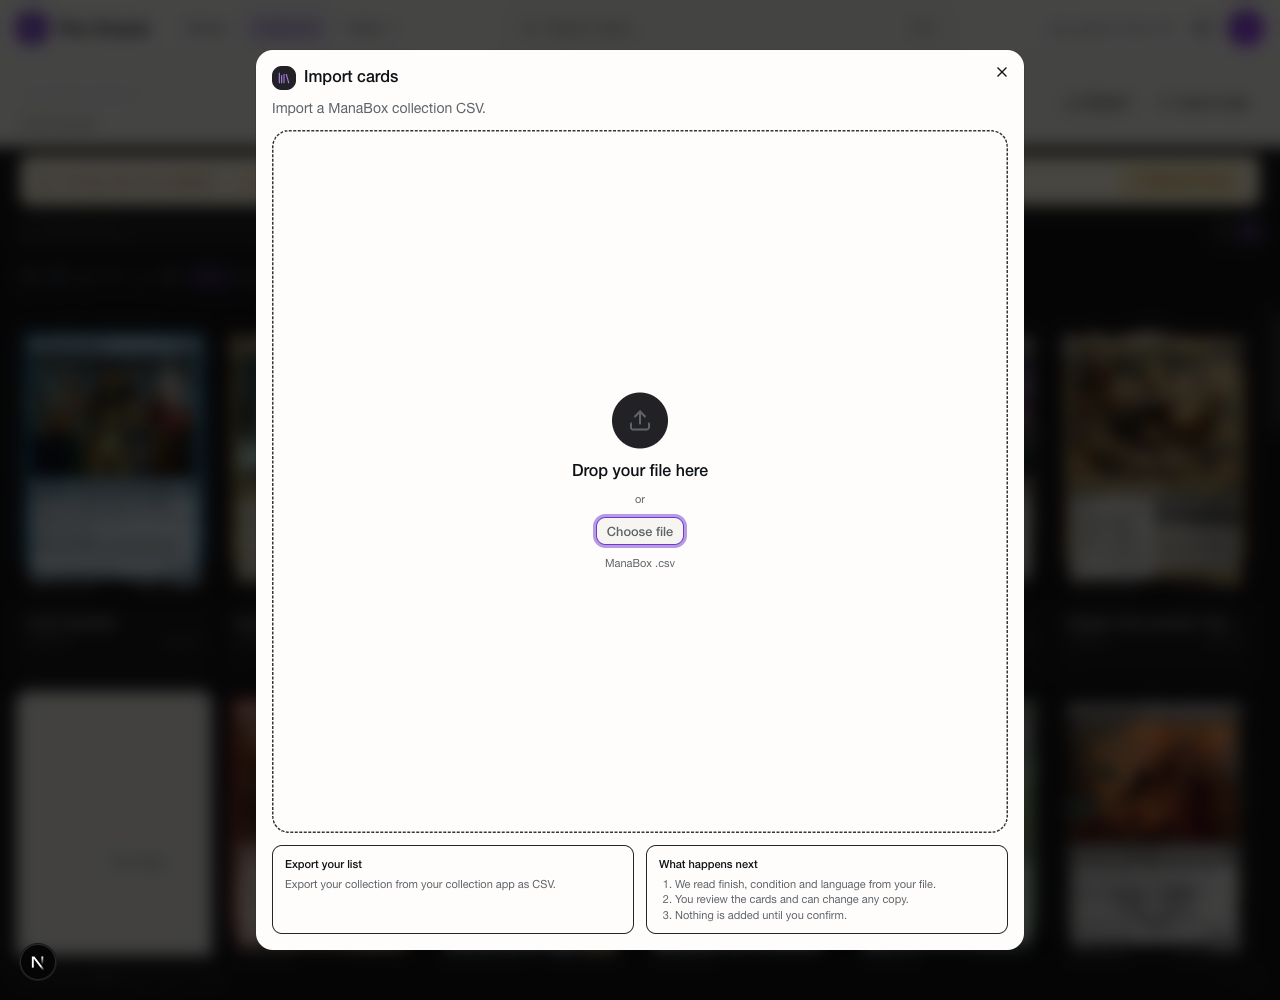 Import cards
Import a ManaBox collection CSV.
Drop your file here
or
Choose file
ManaBox .csv
Export your list
Export your collection from your collection app as CSV.
What happens next
1. We read finish, condition and language from your file.
2. You review the cards and can change any copy.
3. Nothing is added until you confirm.
N